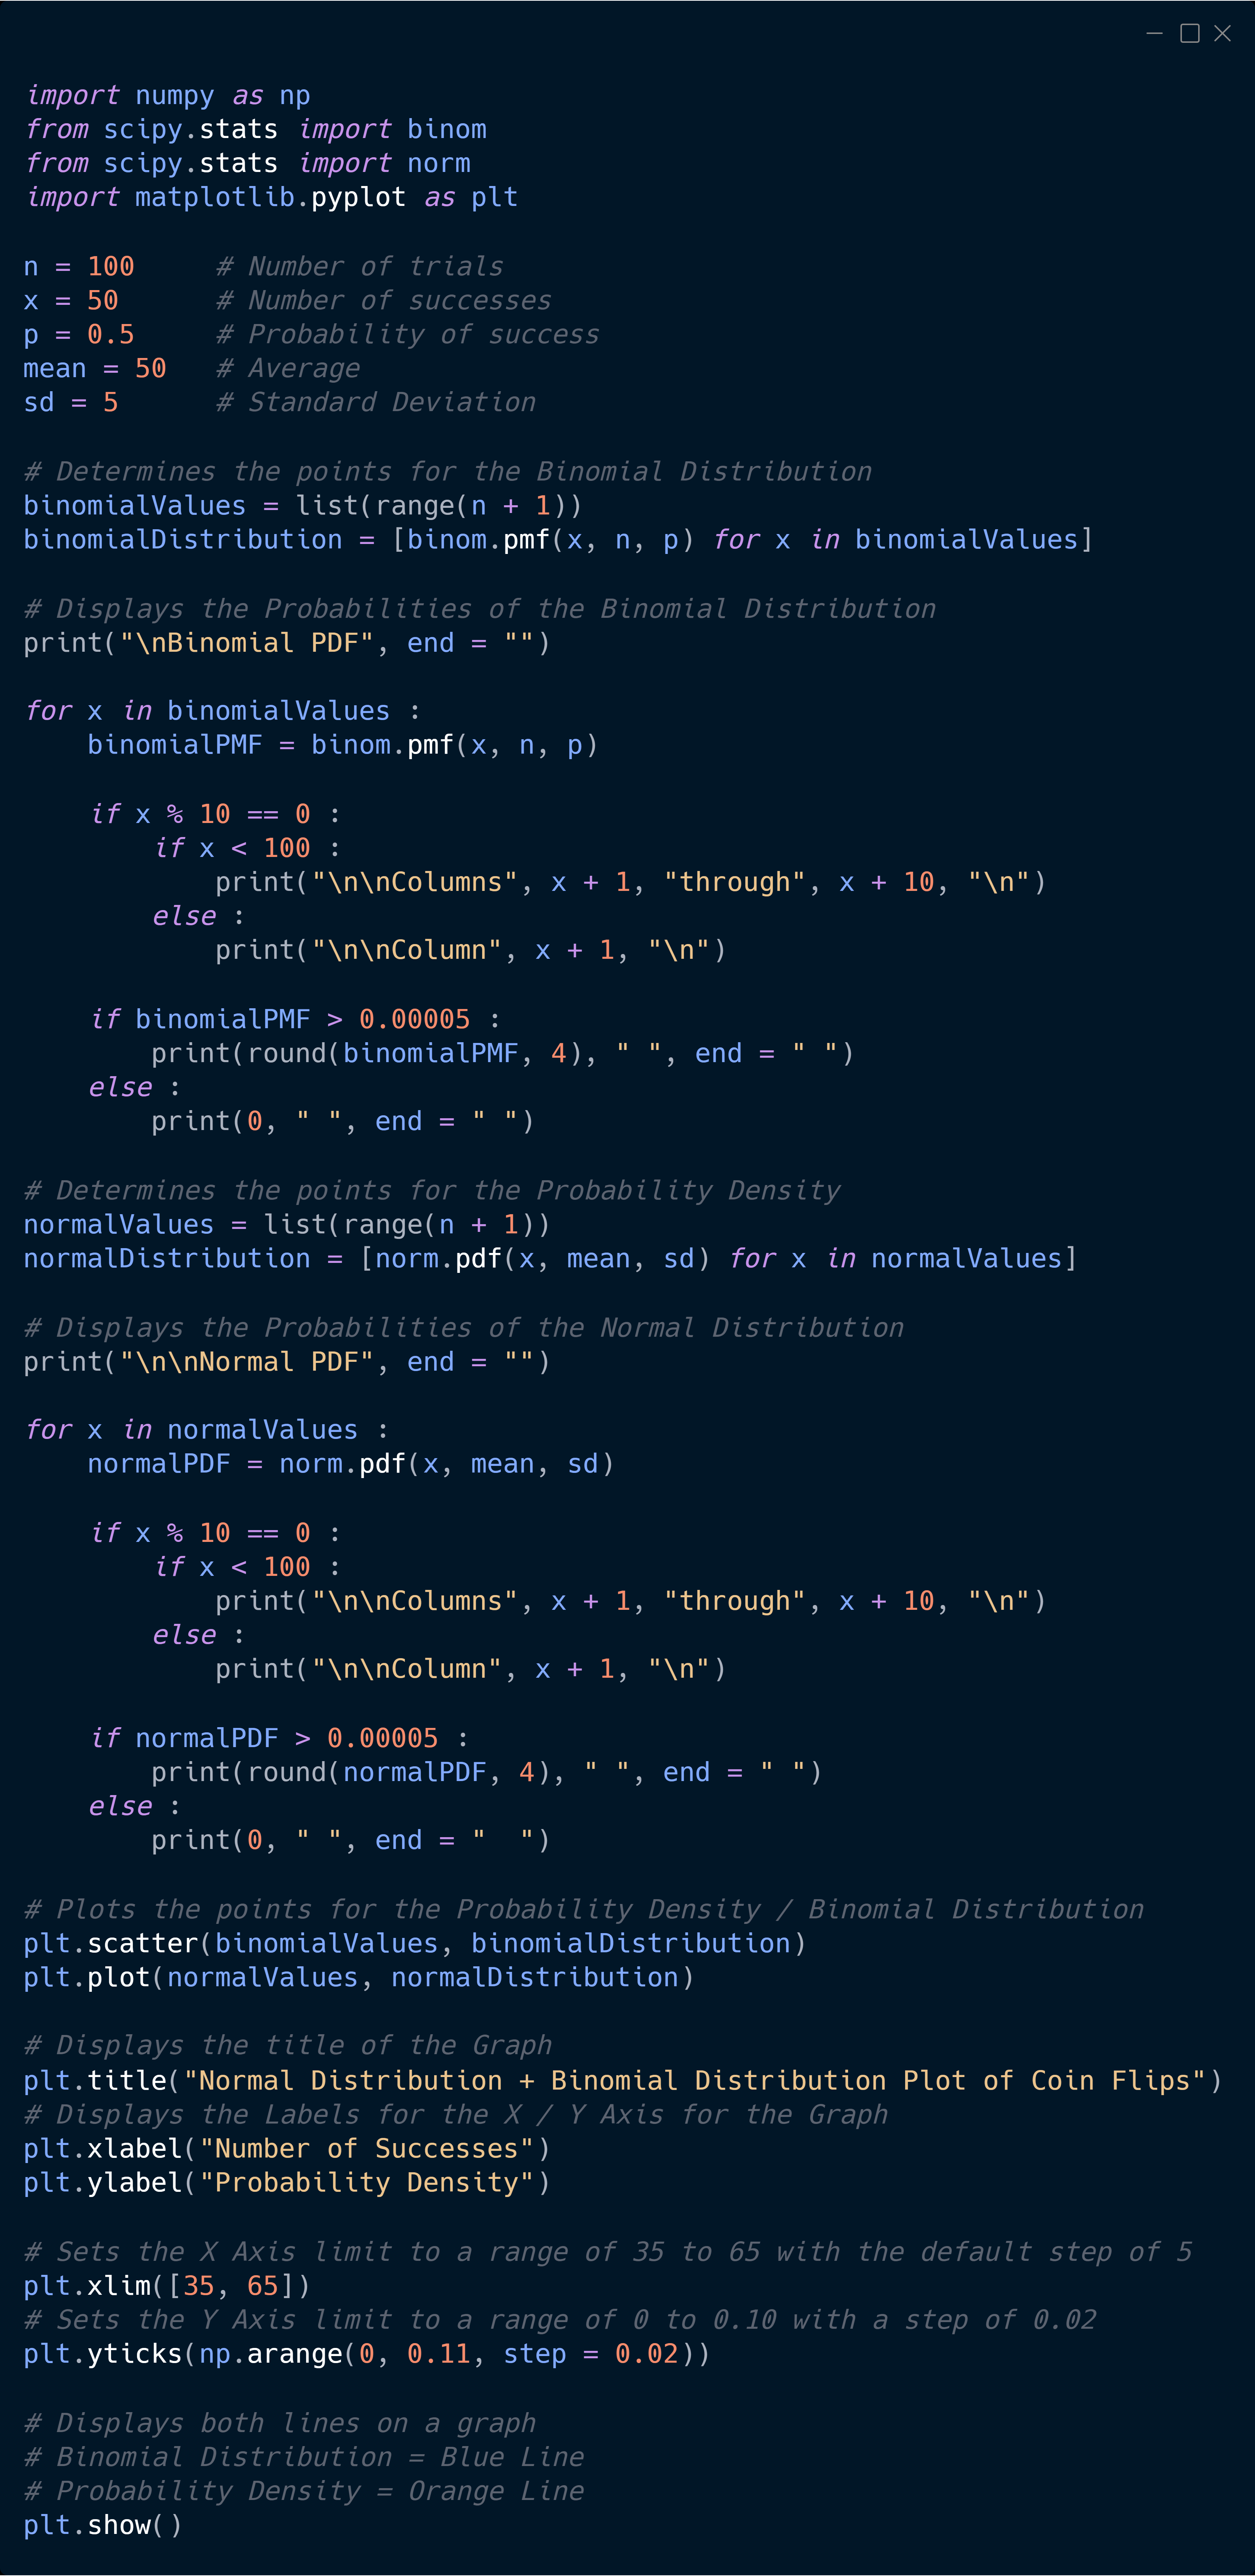 import numpy as np
from scipy.stats import binom
from scipy.stats import norm
import matplotlib.pyplot as plt

n = 100     # Number of trials
x = 50      # Number of successes
p = 0.5     # Probability of success
mean = 50   # Average
sd = 5      # Standard Deviation

# Determines the points for the Binomial Distribution
binomialValues = list(range(n + 1))
binomialDistribution = [binom.pmf(x, n, p) for x in binomialValues]

# Displays the Probabilities of the Binomial Distribution
print("\nBinomial PDF", end = "")

for x in binomialValues :
    binomialPMF = binom.pmf(x, n, p)

    if x % 10 == 0 :
        if x < 100 :
            print("\n\nColumns", x + 1, "through", x + 10, "\n")
        else :
            print("\n\nColumn", x + 1, "\n")

    if binomialPMF > 0.00005 :
        print(round(binomialPMF, 4), " ", end = " ")
    else :
        print(0, " ", end = " ")

# Determines the points for the Probability Density
normalValues = list(range(n + 1))
normalDistribution = [norm.pdf(x, mean, sd) for x in normalValues]

# Displays the Probabilities of the Normal Distribution
print("\n\nNormal PDF", end = "")

for x in normalValues :
    normalPDF = norm.pdf(x, mean, sd)

    if x % 10 == 0 :
        if x < 100 :
            print("\n\nColumns", x + 1, "through", x + 10, "\n")
        else :
            print("\n\nColumn", x + 1, "\n")

    if normalPDF > 0.00005 :
        print(round(normalPDF, 4), " ", end = " ")
    else :
        print(0, " ", end = "  ")

# Plots the points for the Probability Density / Binomial Distribution
plt.scatter(binomialValues, binomialDistribution)
plt.plot(normalValues, normalDistribution)

# Displays the title of the Graph
plt.title("Normal Distribution + Binomial Distribution Plot of Coin Flips")
# Displays the Labels for the X / Y Axis for the Graph
plt.xlabel("Number of Successes")
plt.ylabel("Probability Density")

# Sets the X Axis limit to a range of 35 to 65 with the default step of 5
plt.xlim([35, 65])
# Sets the Y Axis limit to a range of 0 to 0.10 with a step of 0.02
plt.yticks(np.arange(0, 0.11, step = 0.02))

# Displays both lines on a graph
# Binomial Distribution = Blue Line
# Probability Density = Orange Line
plt.show()